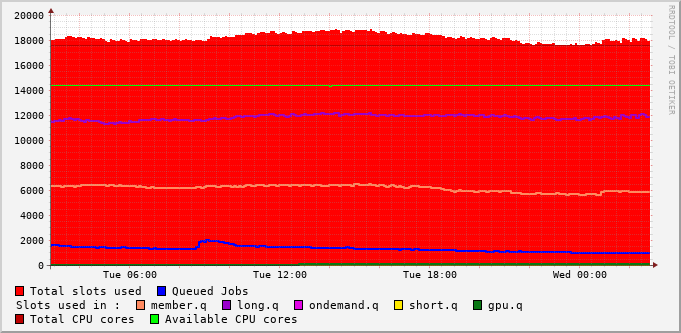 20000
18000
16000
14000
12000
10000
8000
6000
4000
2000
0
Tue 06:00 Tue 12:00 Tue 18:00 Wed 00:00
RRDTOOL / TOBI OETIKER
Total slots used Queued Jobs
Slots used in : member.q long.q ondemand.q short.q gpu.q
Total CPU cores Available CPU cores